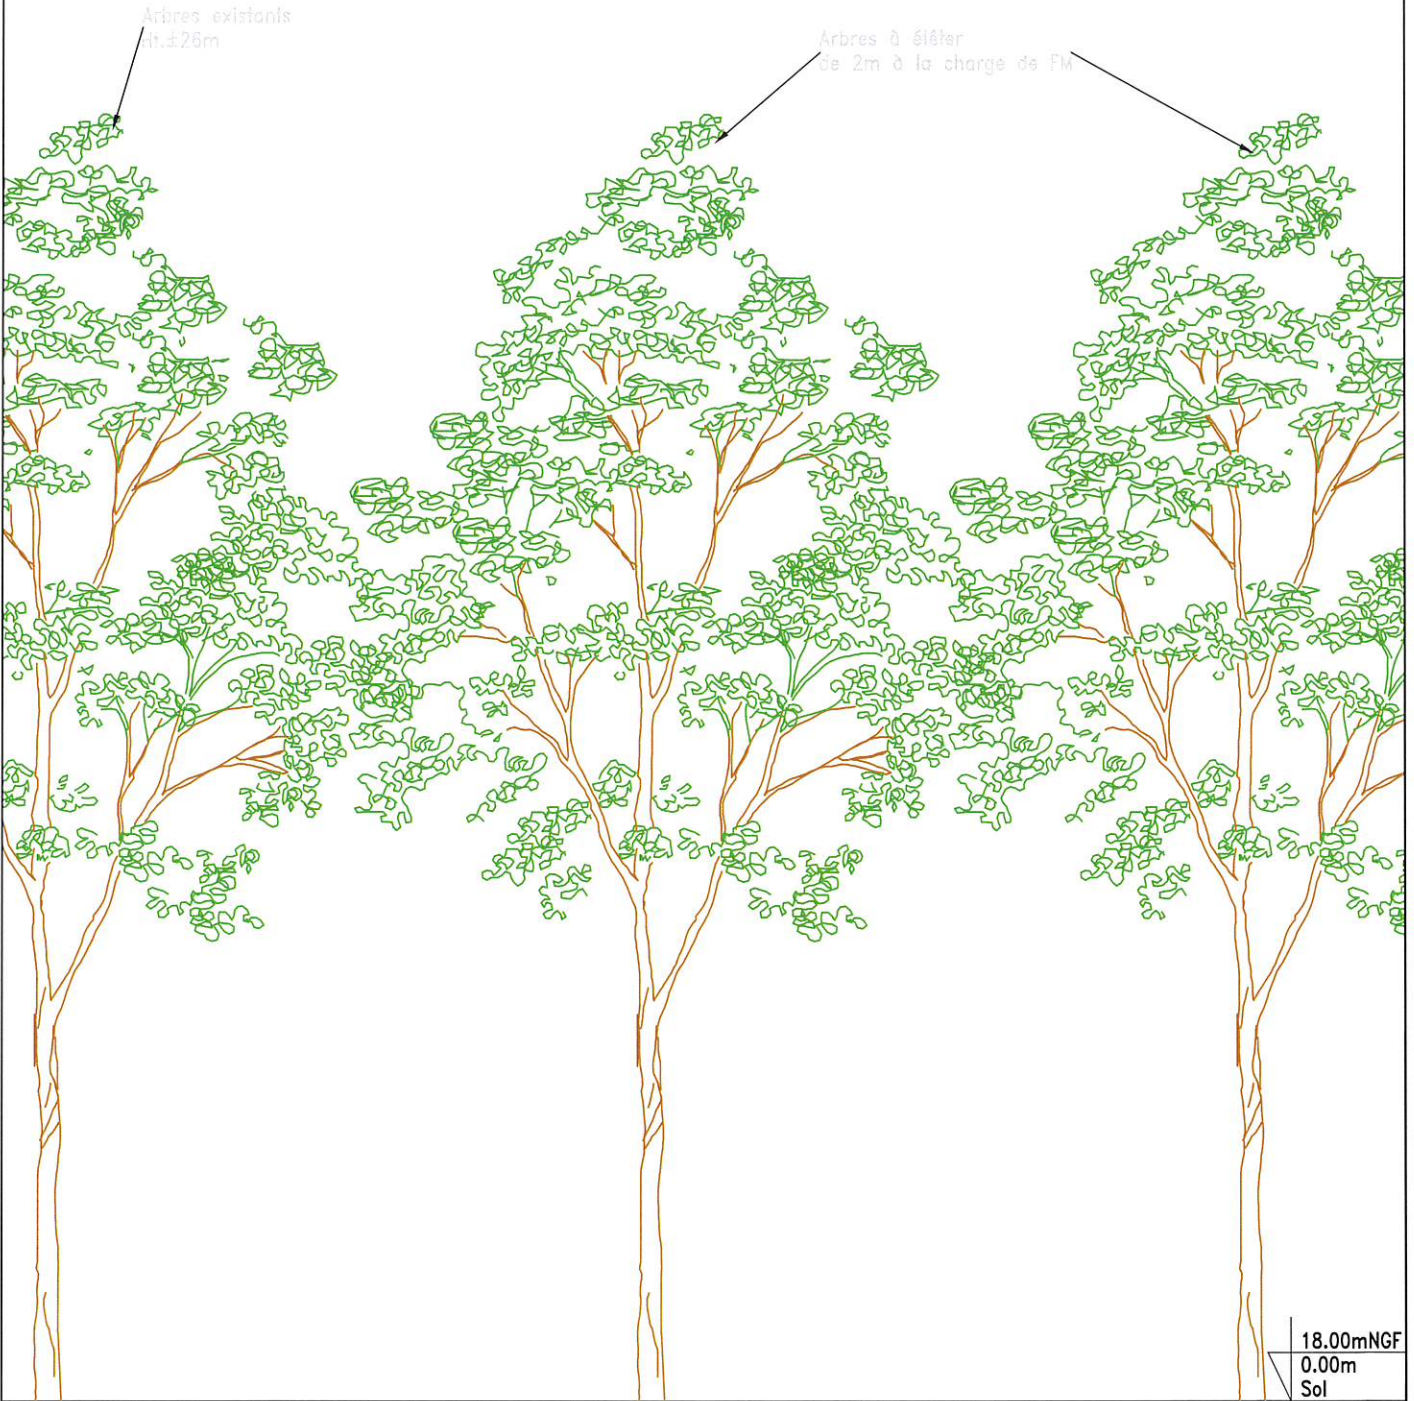 Arbres existants
Ht.±26m
Arbres à étêter
de 2m à la charge de FM
18.00mNGF
0.00m
Sol